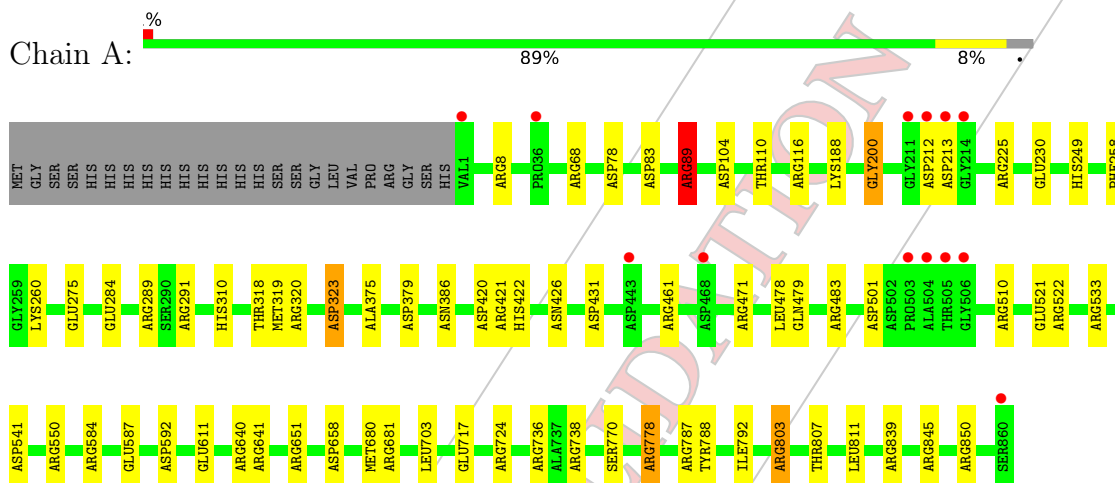 %
Chain A:
89% 8%
MET GLY SER SER HIS HIS HIS HIS HIS HIS HIS HIS HIS HIS SER SER GLY LEU VAL PRO ARG GLY SER HIS VAL1 ARG8 PRO36 ARG68 ASP78 ASP83 ARG89 ASP104 THR110 ARG116 LYS188 GLY200 GLY211 ASP212 ASP213 GLY214 ARG225 GLU230 HIS249 PHE258
GLY259 LYS260 GLU275 GLU284 ARG289 SER290 ARG291 HIS310 THR318 MET319 ARG320 ASP323 ALA375 ASP379 ASN386 ASP420 ARG421 HIS422 ASN426 ASP431 ASP443 ARG461 ASP468 ARG471 LEU478 GLN479 ARG483 ASP501 ASP502 PRO503 ALA504 THR505 GLY506 ARG510 GLU521 ARG522 ARG533
ASP541 ARG550 ARG584 GLU587 ASP592 GLU611 ARG640 ARG641 ARG651 ASP658 MET680 ARG681 LEU703 GLU717 ARG724 ARG736 ALA737 ARG738 SER770 ARG778 ARG787 TYR788 ILE792 ARG803 THR807 LEU811 ARG839 ARG845 ARG850 SER860